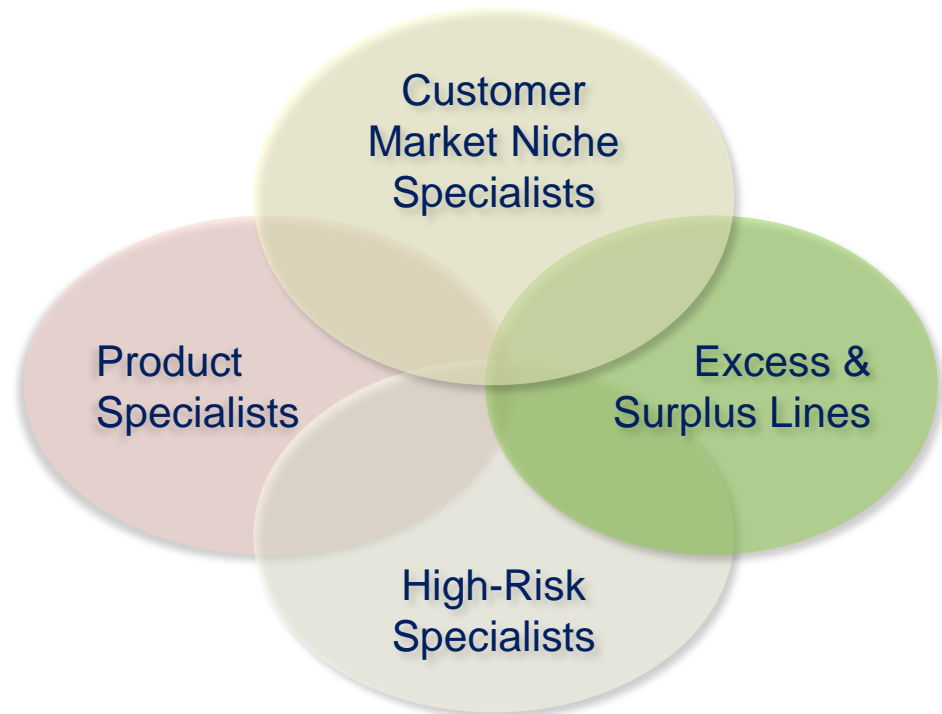 Customer
Market Niche
Specialists
Product
Specialists
Excess &
Surplus Lines
High-Risk
Specialists